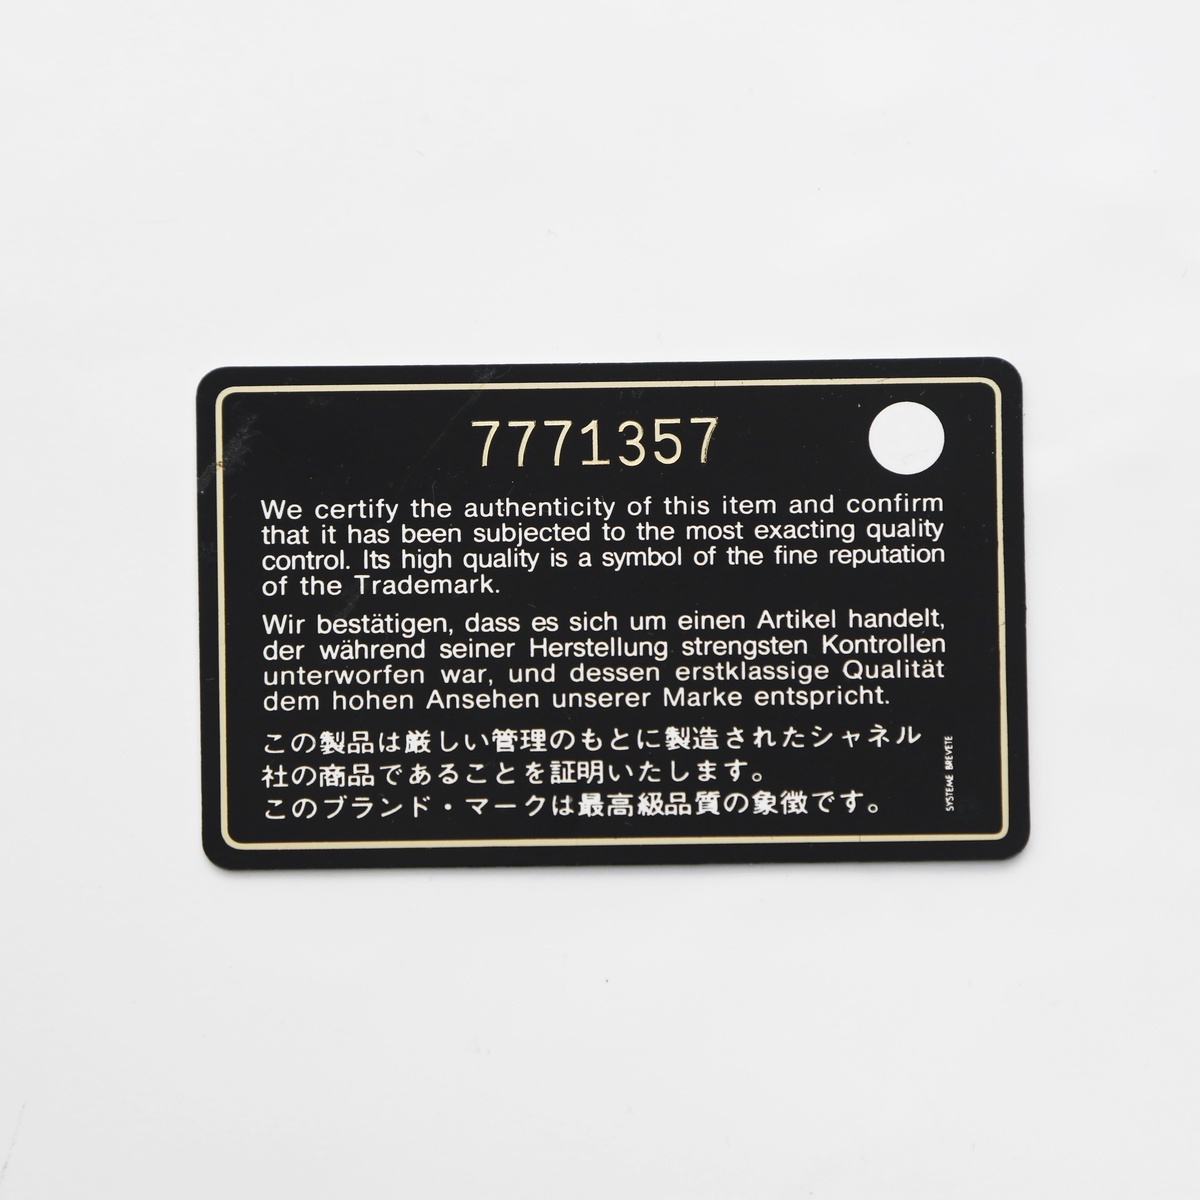 7771357
We certify the authenticity of this item and confirm
that it has been subjected to the most exacting quality
control. Its high quality is a symbol of the fine reputation
of the Trademark.
Wir bestätigen, dass es sich um einen Artikel handelt,
der während seiner Herstellung strengsten Kontrollen
unterworfen war, und dessen erstklassige Qualität
dem hohen Ansehen unserer Marke entspricht.
この製品は厳しい管理のもとに製造されたシャネル
社の商品であることを証明いたします。
このブランド・マークは最高級品質の象徴です。
SYSTEME BREVETE